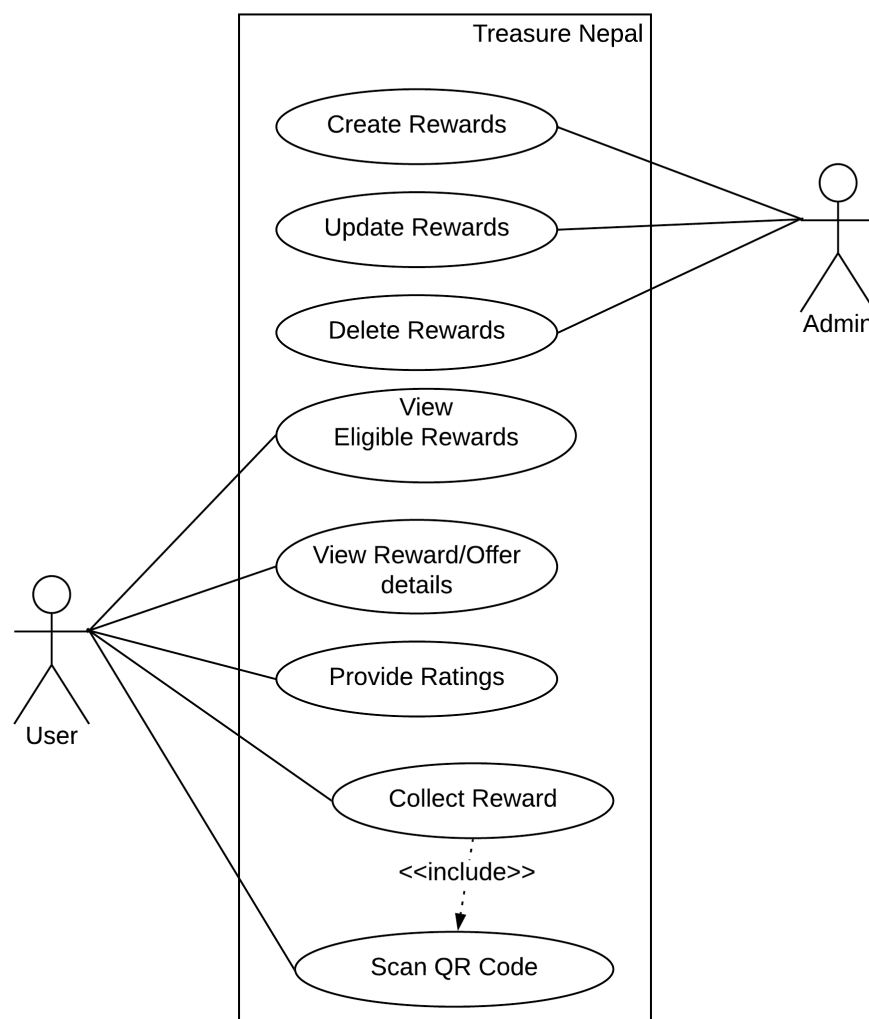 Treasure Nepal
Create Rewards
Update Rewards
Delete Rewards
Admin
View
Eligible Rewards
View Reward/Offer
details
Provide Ratings
User
Collect Reward
<<include>>
Scan QR Code